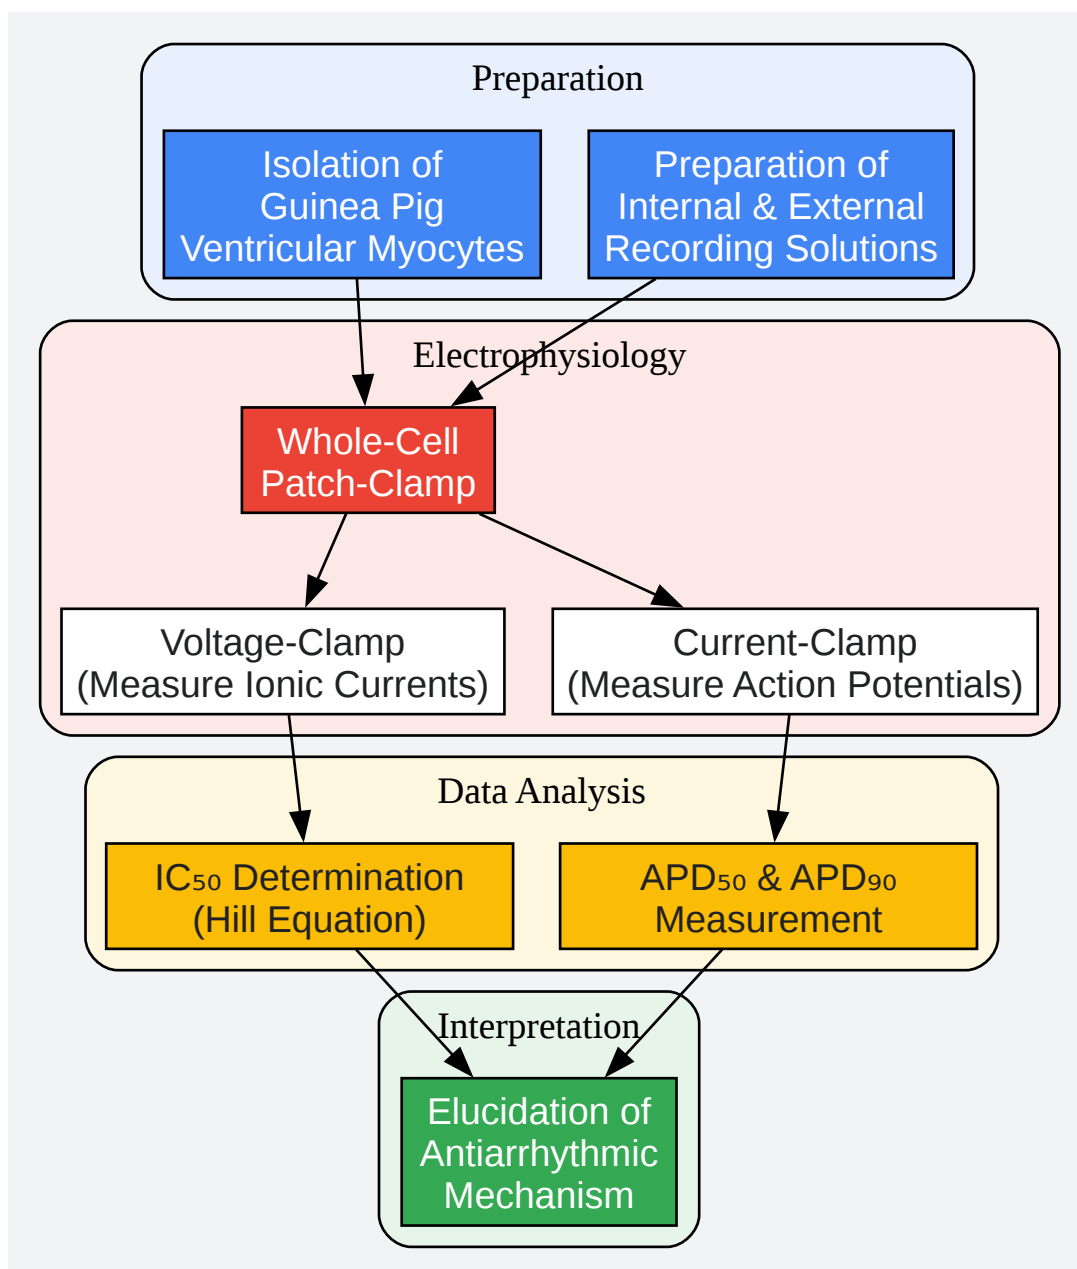 Preparation
Isolation of
Guinea Pig
Ventricular Myocytes
Preparation of
Internal & External
Recording Solutions
Electrophysiology
Whole-Cell
Patch-Clamp
Voltage-Clamp
(Measure Ionic Currents)
Current-Clamp
(Measure Action Potentials)
Data Analysis
IC₅₀ Determination
(Hill Equation)
APD₅₀ & APD₉₀
Measurement
Interpretation
Elucidation of
Antiarrhythmic
Mechanism